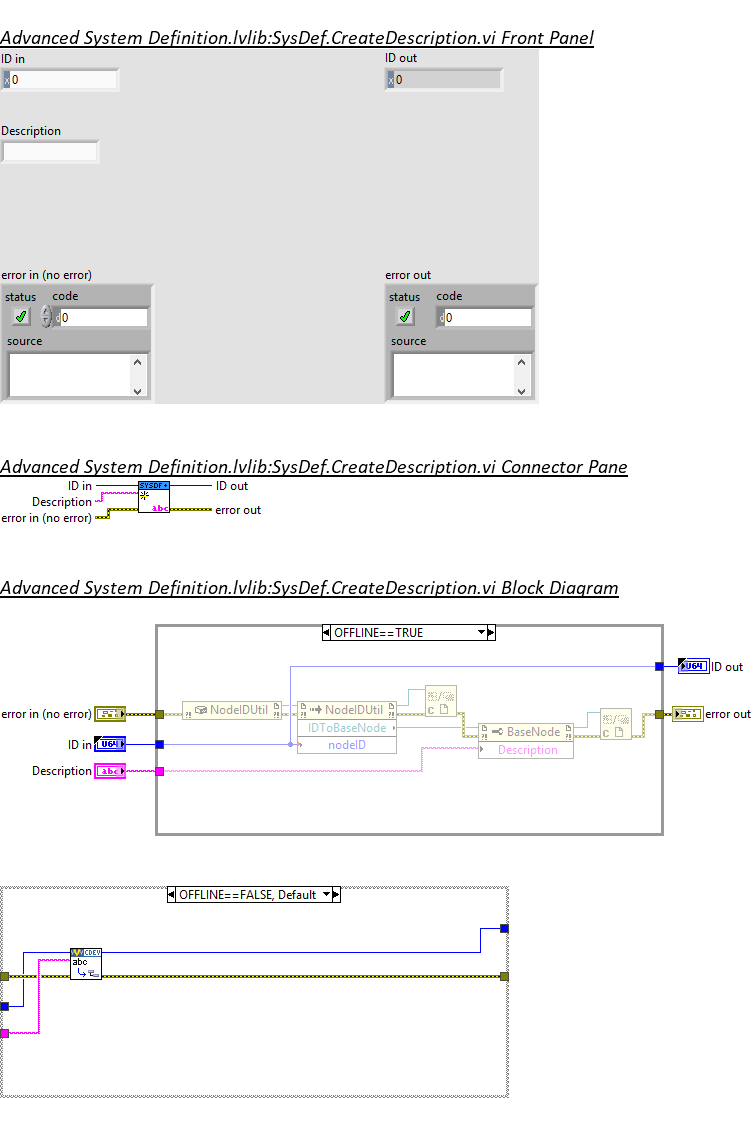 Advanced System Definition.lvlib:SysDef.CreateDescription.vi Front Panel
ID in
ID out
x 0
x 0
Description
error in (no error)
error out
status code
status code
d 0
d 0
source
source
Advanced System Definition.lvlib:SysDef.CreateDescription.vi Connector Pane
ID in
SYSDF+
ID out
Description
error in (no error)
abc
error out
Advanced System Definition.lvlib:SysDef.CreateDescription.vi Block Diagram
OFFLINE==TRUE
U64
ID out
error in (no error)
NodeIDUtil
NodeIDUtil
?!/%
C
error out
IDToBaseNode
ID in
U64
nodeID
BaseNode
?!/%
C
Description
Description
abc
OFFLINE==FALSE, Default
CDEV
abc